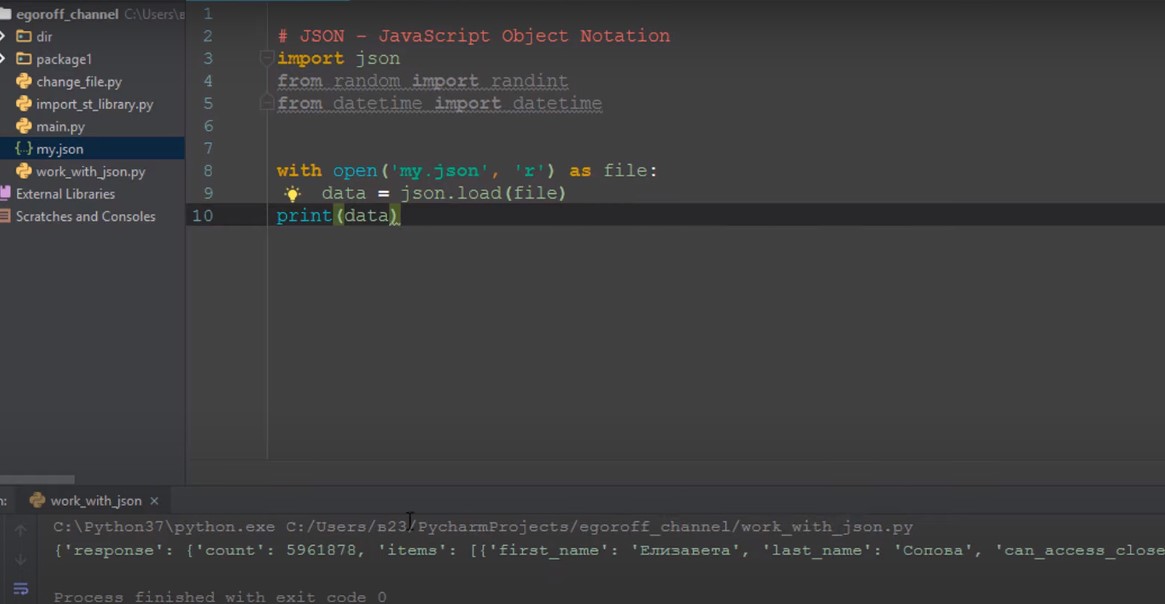 egoroff_channel C:\Users\в
dir
package1
change_file.py
import_st_library.py
main.py
my.json
work_with_json.py
External Libraries
Scratches and Consoles
1
2 # JSON - JavaScript Object Notation
3 import json
4 from random import randint
5 from datetime import datetime
6
7
8 with open('my.json', 'r') as file:
9 data = json.load(file)
10 print(data)
n: work_with_json ×
C:\Python37\python.exe C:/Users/в23/PycharmProjects/egoroff_channel/work_with_json.py
{'response': {'count': 5961878, 'items': [{'first_name': 'Елизавета', 'last_name': 'Сопова', 'can_access_close
Process finished with exit code 0